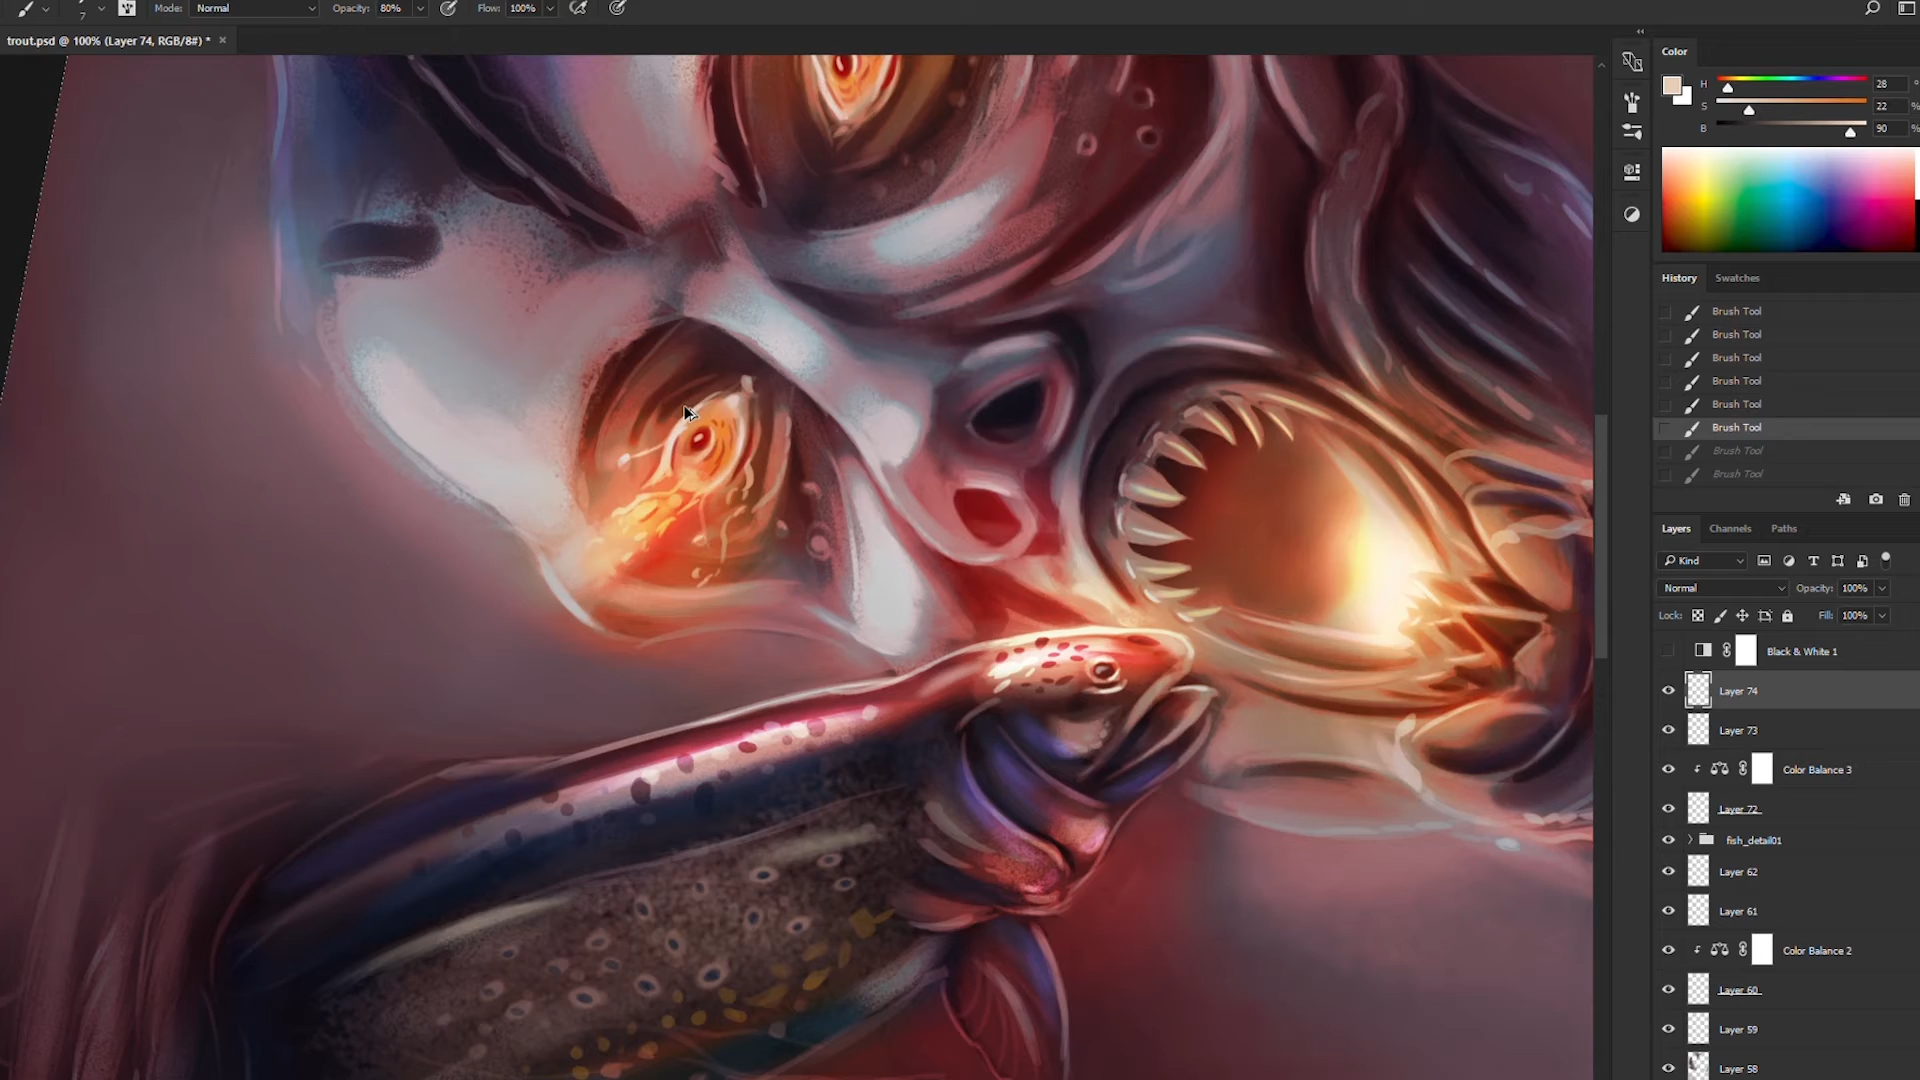 7 Mode: Normal Opacity: 80% Flow: 100%
trout.psd @ 100% (Layer 74, RGB/8#) * ×
Color
H 28 °
S 22 %
B 90 %
History Swatches
Brush Tool
Brush Tool
Brush Tool
Brush Tool
Brush Tool
Brush Tool
Brush Tool
Brush Tool
Layers Channels Paths
Kind
Normal Opacity: 100%
Lock: Fill: 100%
Black & White 1
Layer 74
Layer 73
Color Balance 3
Layer 72
fish_detail01
Layer 62
Layer 61
Color Balance 2
Layer 60
Layer 59
Layer 58